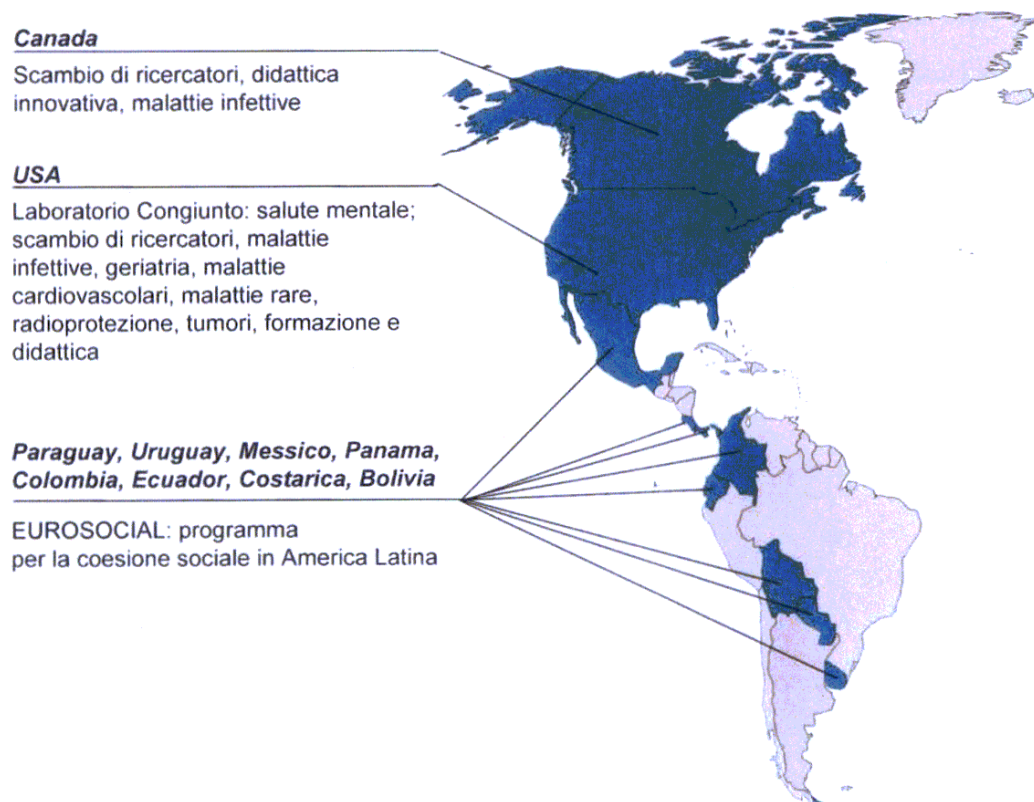 Canada
Scambio di ricercatori, didattica
innovativa, malattie infettive
USA
Laboratorio Congiunto: salute mentale;
scambio di ricercatori, malattie
infettive, geriatria, malattie
cardiovascolari, malattie rare,
radioprotezione, tumori, formazione e
didattica
Paraguay, Uruguay, Messico, Panama,
Colombia, Ecuador, Costarica, Bolivia
EUROSOCIAL: programma
per la coesione sociale in America Latina